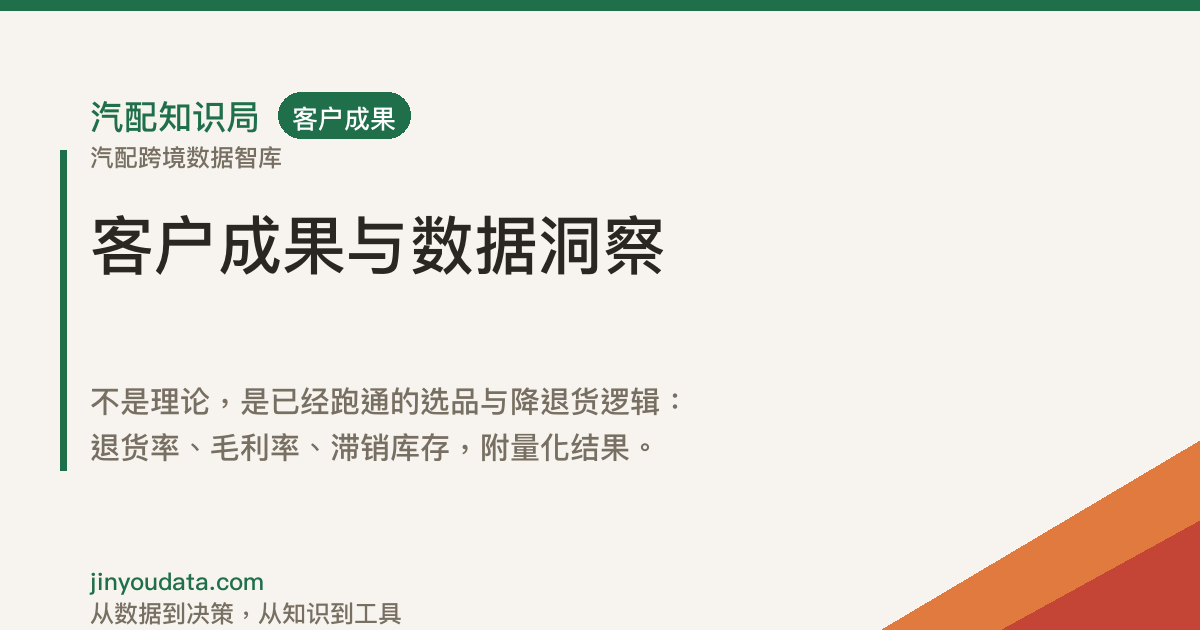 汽配知识局
客户成果
汽配跨境数据智库
客户成果与数据洞察
不是理论，是已经跑通的选品与降退货逻辑：
退货率、毛利率、滞销库存，附量化结果。
jinyoudata.com
从数据到决策，从知识到工具